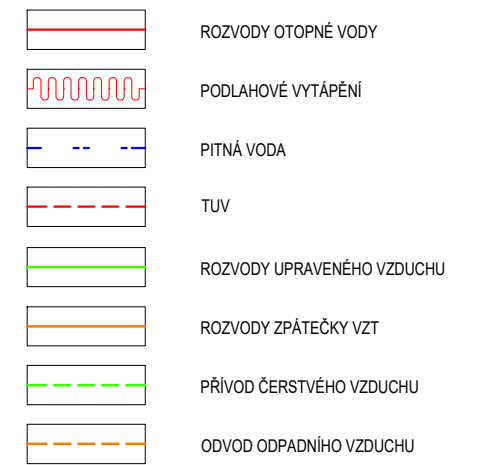 ROZVODY OTOPNÉ VODY
PODLAHOVÉ VYTÁPĚNÍ
PITNÁ VODA
TUV
ROZVODY UPRAVENÉHO VZDUCHU
ROZVODY ZPÁTEČKY VZT
PŘÍVOD ČERSTVÉHO VZDUCHU
ODVOD ODPADNÍHO VZDUCHU